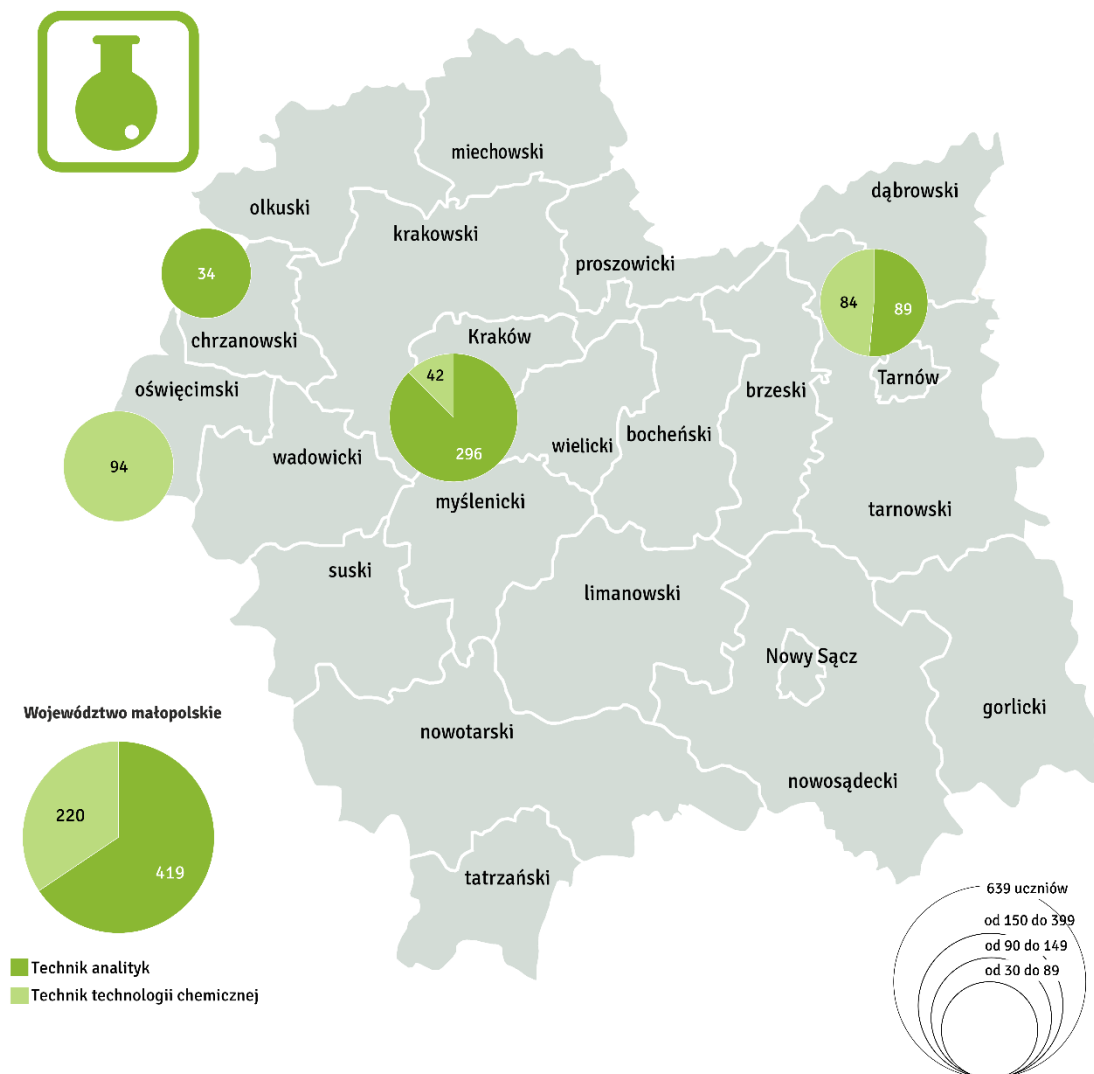 miechowski
dąbrowski
olkuski
krakowski
proszowicki
34
84
89
chrzanowski
Kraków
Tarnów
oświęcimski
42
brzeski
bocheński
wielicki
wadowicki
296
94
myślenicki
tarnowski
suski
limanowski
Nowy Sącz
gorlicki
Województwo małopolskie
nowotarski
nowosądecki
220
419
tatrzański
639 uczniów
od 150 do 399
od 90 do 149
od 30 do 89
Technik analityk
Technik technologii chemicznej